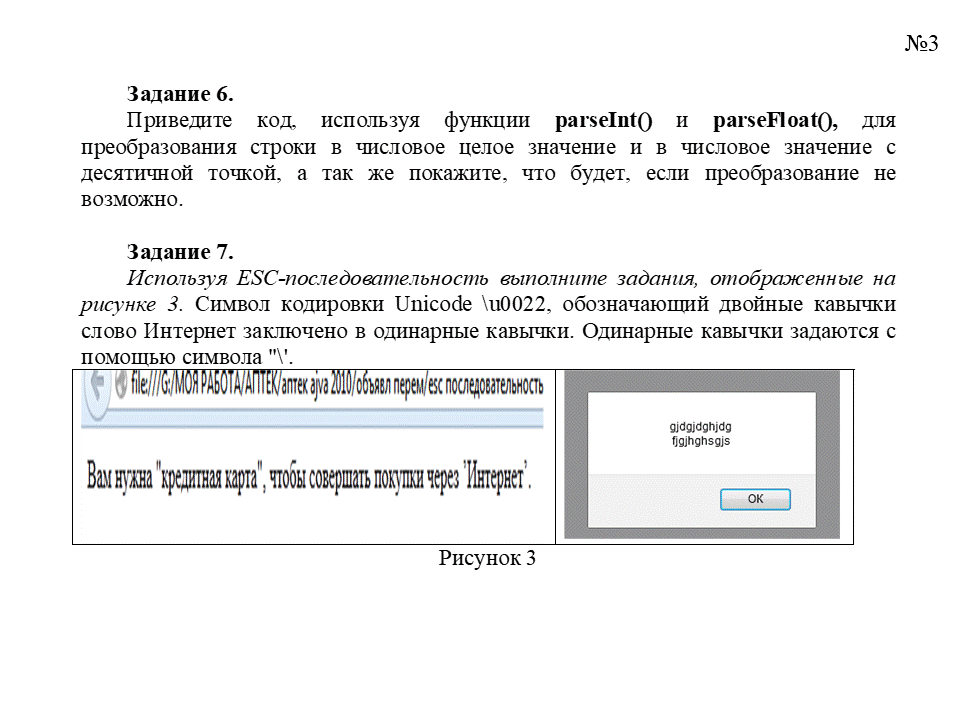 №3
Задание 6.
Приведите код, используя функции parseInt() и parseFloat(), для
преобразования строки в числовое целое значение и в числовое значение с
десятичной точкой, а так же покажите, что будет, если преобразование не
возможно.
Задание 7.
Используя ESC-последовательность выполните задания, отображенные на
рисунке 3. Символ кодировки Unicode \u0022, обозначающий двойные кавычки
слово Интернет заключено в одинарные кавычки. Одинарные кавычки задаются с
помощью символа "\'.
file:///G:/МОЯ РАБОТА/АПТЕК/аптек ajva 2010/объявл перем/esc последовательность
Вам нужна "кредитная карта", чтобы совершать покупки через 'Интернет'.
gjdgjdghjdg
fjgjhghsgjs
ОК
Рисунок 3